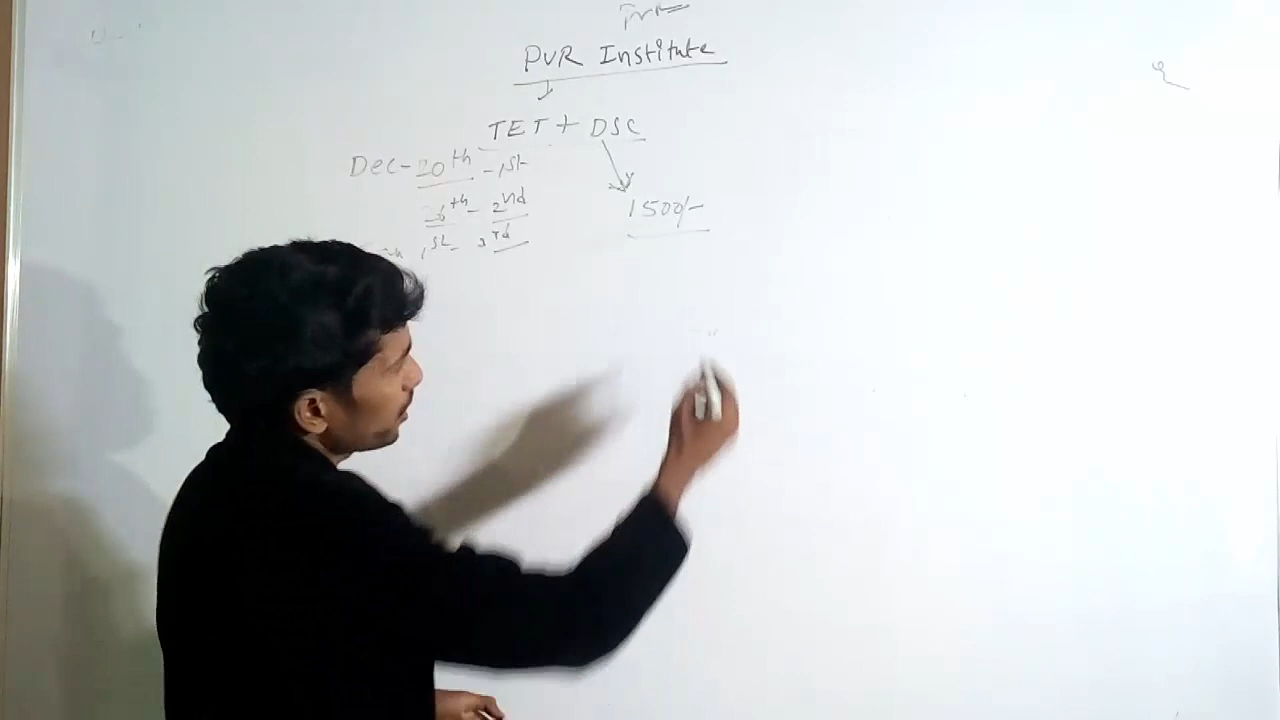 PVR Institute
TET + DSC
Dec-20th - 1st
26th - 2nd
1st - 3rd
1500/-